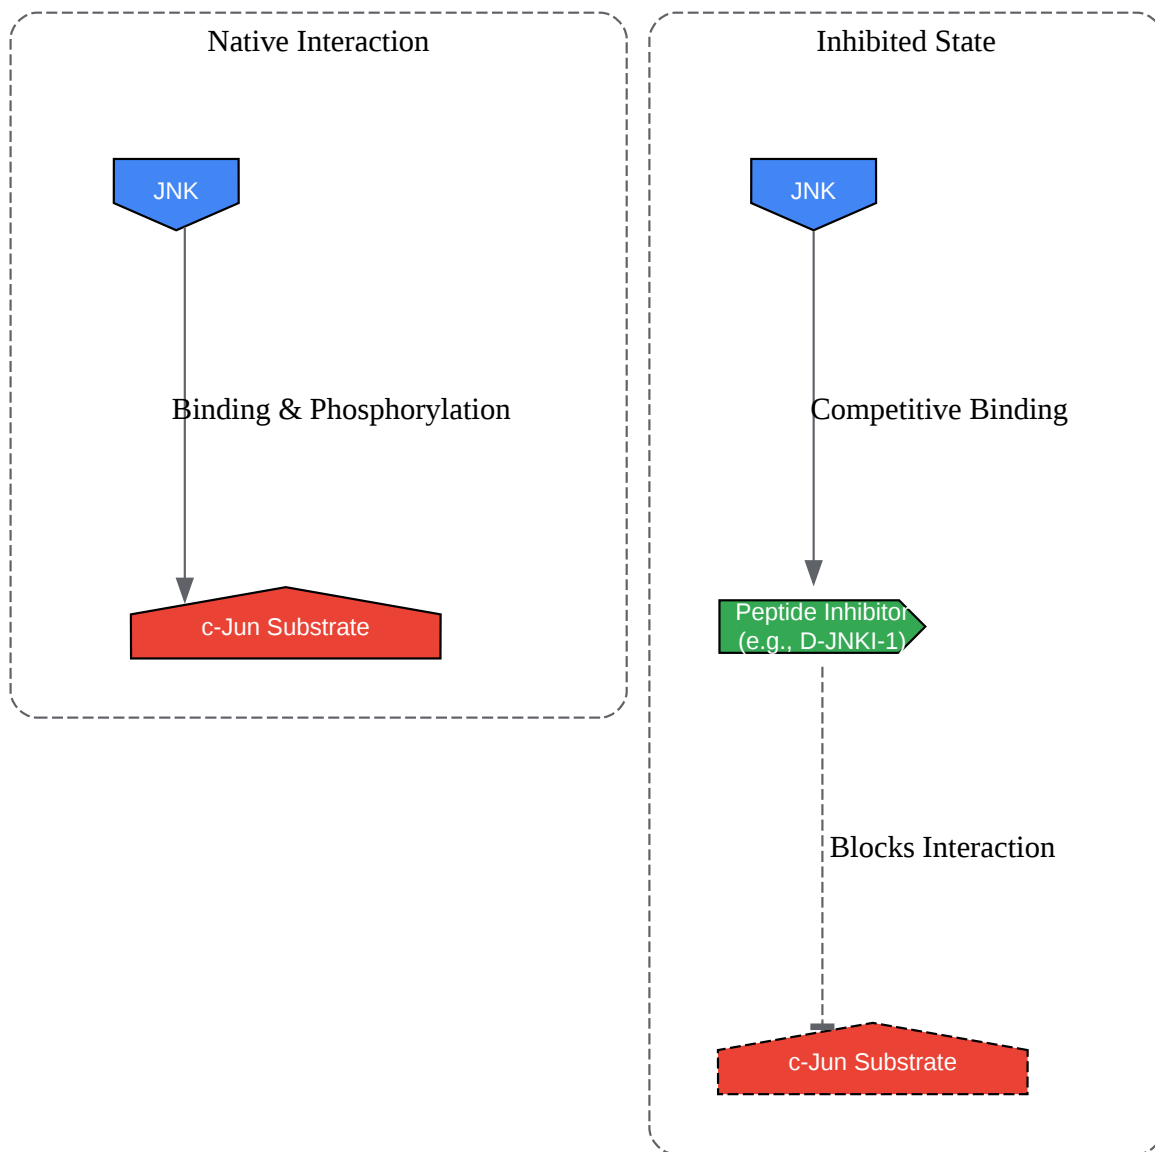 Native Interaction
JNK
Binding & Phosphorylation
c-Jun Substrate
Inhibited State
JNK
Competitive Binding
Peptide Inhibitor
(e.g., D-JNKI-1)
Blocks Interaction
c-Jun Substrate